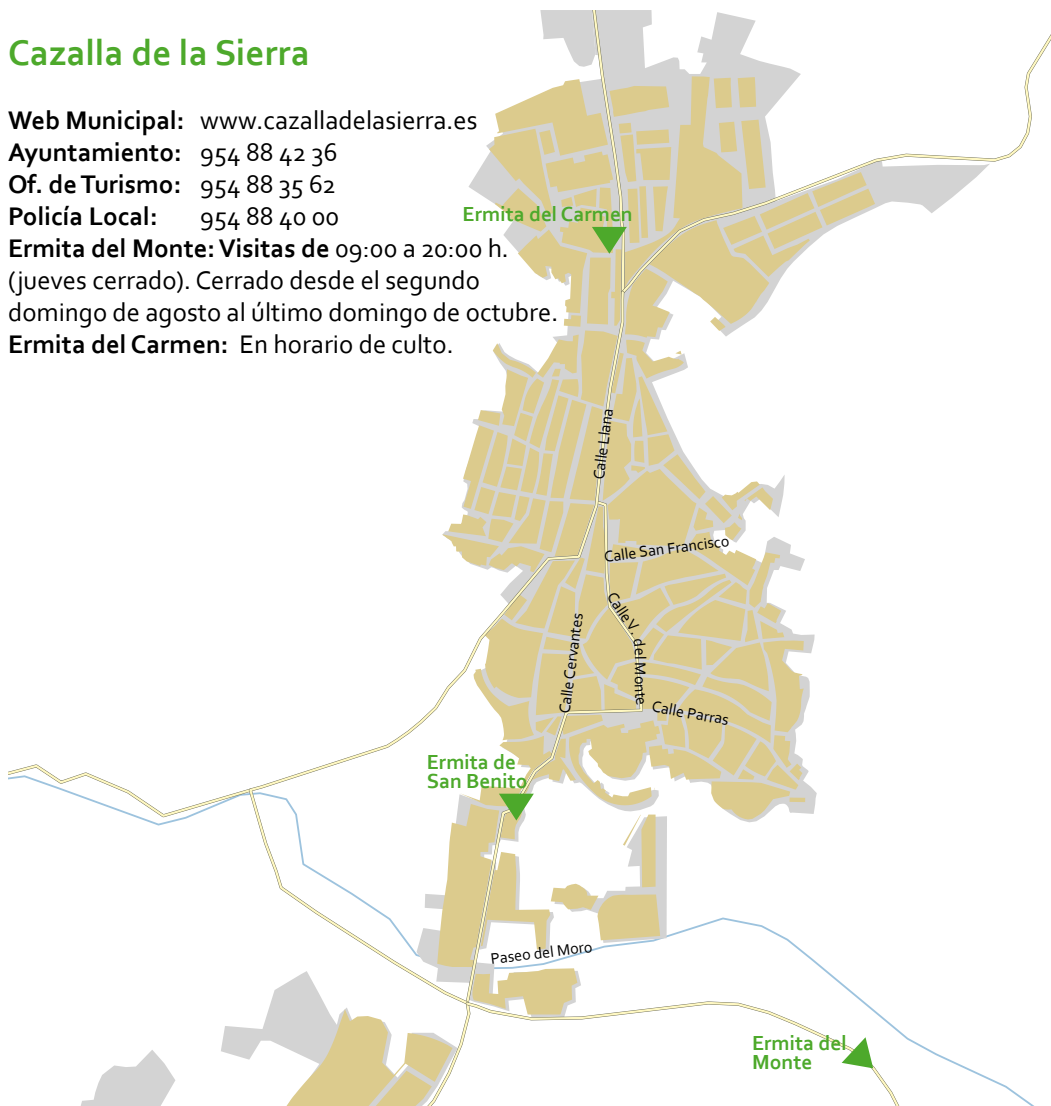 Cazalla de la Sierra
Web Municipal: www.cazalladelasierra.es
Ayuntamiento: 954 88 42 36
Of. de Turismo: 954 88 35 62
Policía Local: 954 88 40 00
Ermita del Monte: Visitas de 09:00 a 20:00 h.
(jueves cerrado). Cerrado desde el segundo
domingo de agosto al último domingo de octubre.
Ermita del Carmen: En horario de culto.
Ermita del Carmen
Calle Llana
Calle San Francisco
Calle V. del Monte
Calle Cervantes
Calle Parras
Ermita de
San Benito
Paseo del Moro
Ermita del
Monte